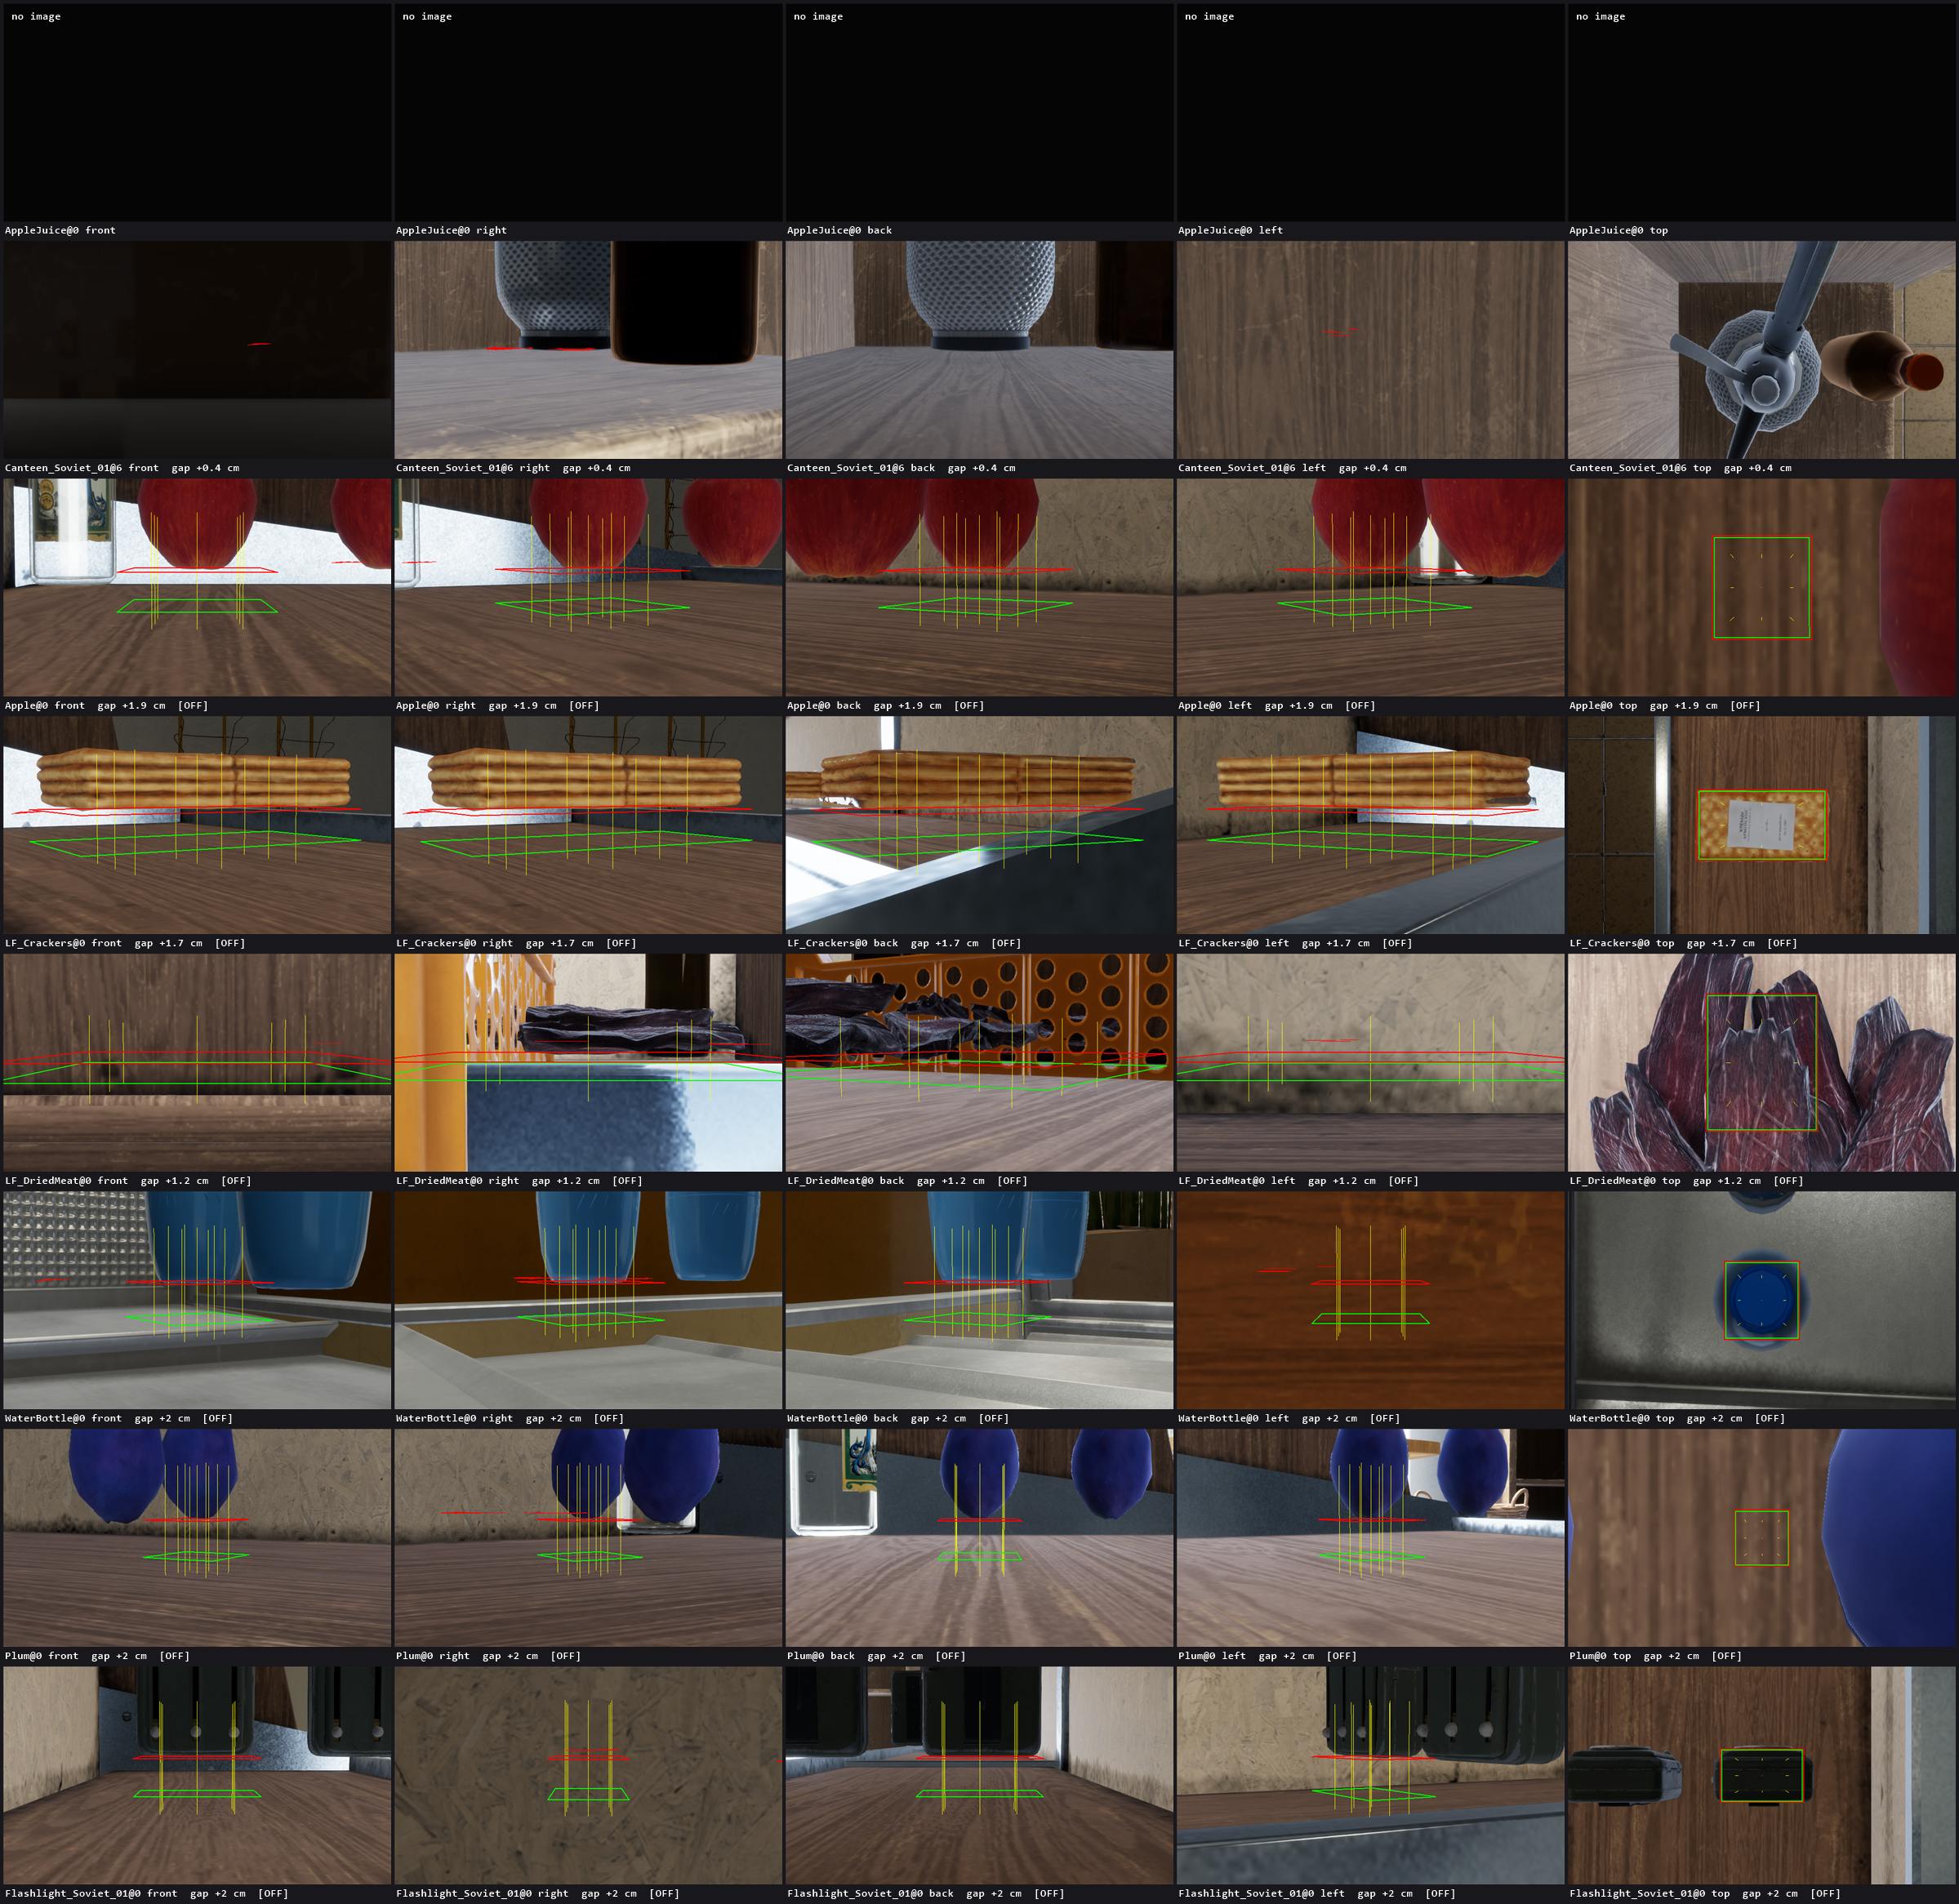 no image
no image
no image
no image
no image
AppleJuice@0 front
AppleJuice@0 right
AppleJuice@0 back
AppleJuice@0 left
AppleJuice@0 top
Canteen_Soviet_01@6 front gap +0.4 cm
Canteen_Soviet_01@6 right gap +0.4 cm
Canteen_Soviet_01@6 back gap +0.4 cm
Canteen_Soviet_01@6 left gap +0.4 cm
Canteen_Soviet_01@6 top gap +0.4 cm
Apple@0 front gap +1.9 cm [OFF]
Apple@0 right gap +1.9 cm [OFF]
Apple@0 back gap +1.9 cm [OFF]
Apple@0 left gap +1.9 cm [OFF]
Apple@0 top gap +1.9 cm [OFF]
LF_Crackers@0 front gap +1.7 cm [OFF]
LF_Crackers@0 right gap +1.7 cm [OFF]
LF_Crackers@0 back gap +1.7 cm [OFF]
LF_Crackers@0 left gap +1.7 cm [OFF]
LF_Crackers@0 top gap +1.7 cm [OFF]
LF_DriedMeat@0 front gap +1.2 cm [OFF]
LF_DriedMeat@0 right gap +1.2 cm [OFF]
LF_DriedMeat@0 back gap +1.2 cm [OFF]
LF_DriedMeat@0 left gap +1.2 cm [OFF]
LF_DriedMeat@0 top gap +1.2 cm [OFF]
WaterBottle@0 front gap +2 cm [OFF]
WaterBottle@0 right gap +2 cm [OFF]
WaterBottle@0 back gap +2 cm [OFF]
WaterBottle@0 left gap +2 cm [OFF]
WaterBottle@0 top gap +2 cm [OFF]
Plum@0 front gap +2 cm [OFF]
Plum@0 right gap +2 cm [OFF]
Plum@0 back gap +2 cm [OFF]
Plum@0 left gap +2 cm [OFF]
Plum@0 top gap +2 cm [OFF]
Flashlight_Soviet_01@0 front gap +2 cm [OFF]
Flashlight_Soviet_01@0 right gap +2 cm [OFF]
Flashlight_Soviet_01@0 back gap +2 cm [OFF]
Flashlight_Soviet_01@0 left gap +2 cm [OFF]
Flashlight_Soviet_01@0 top gap +2 cm [OFF]